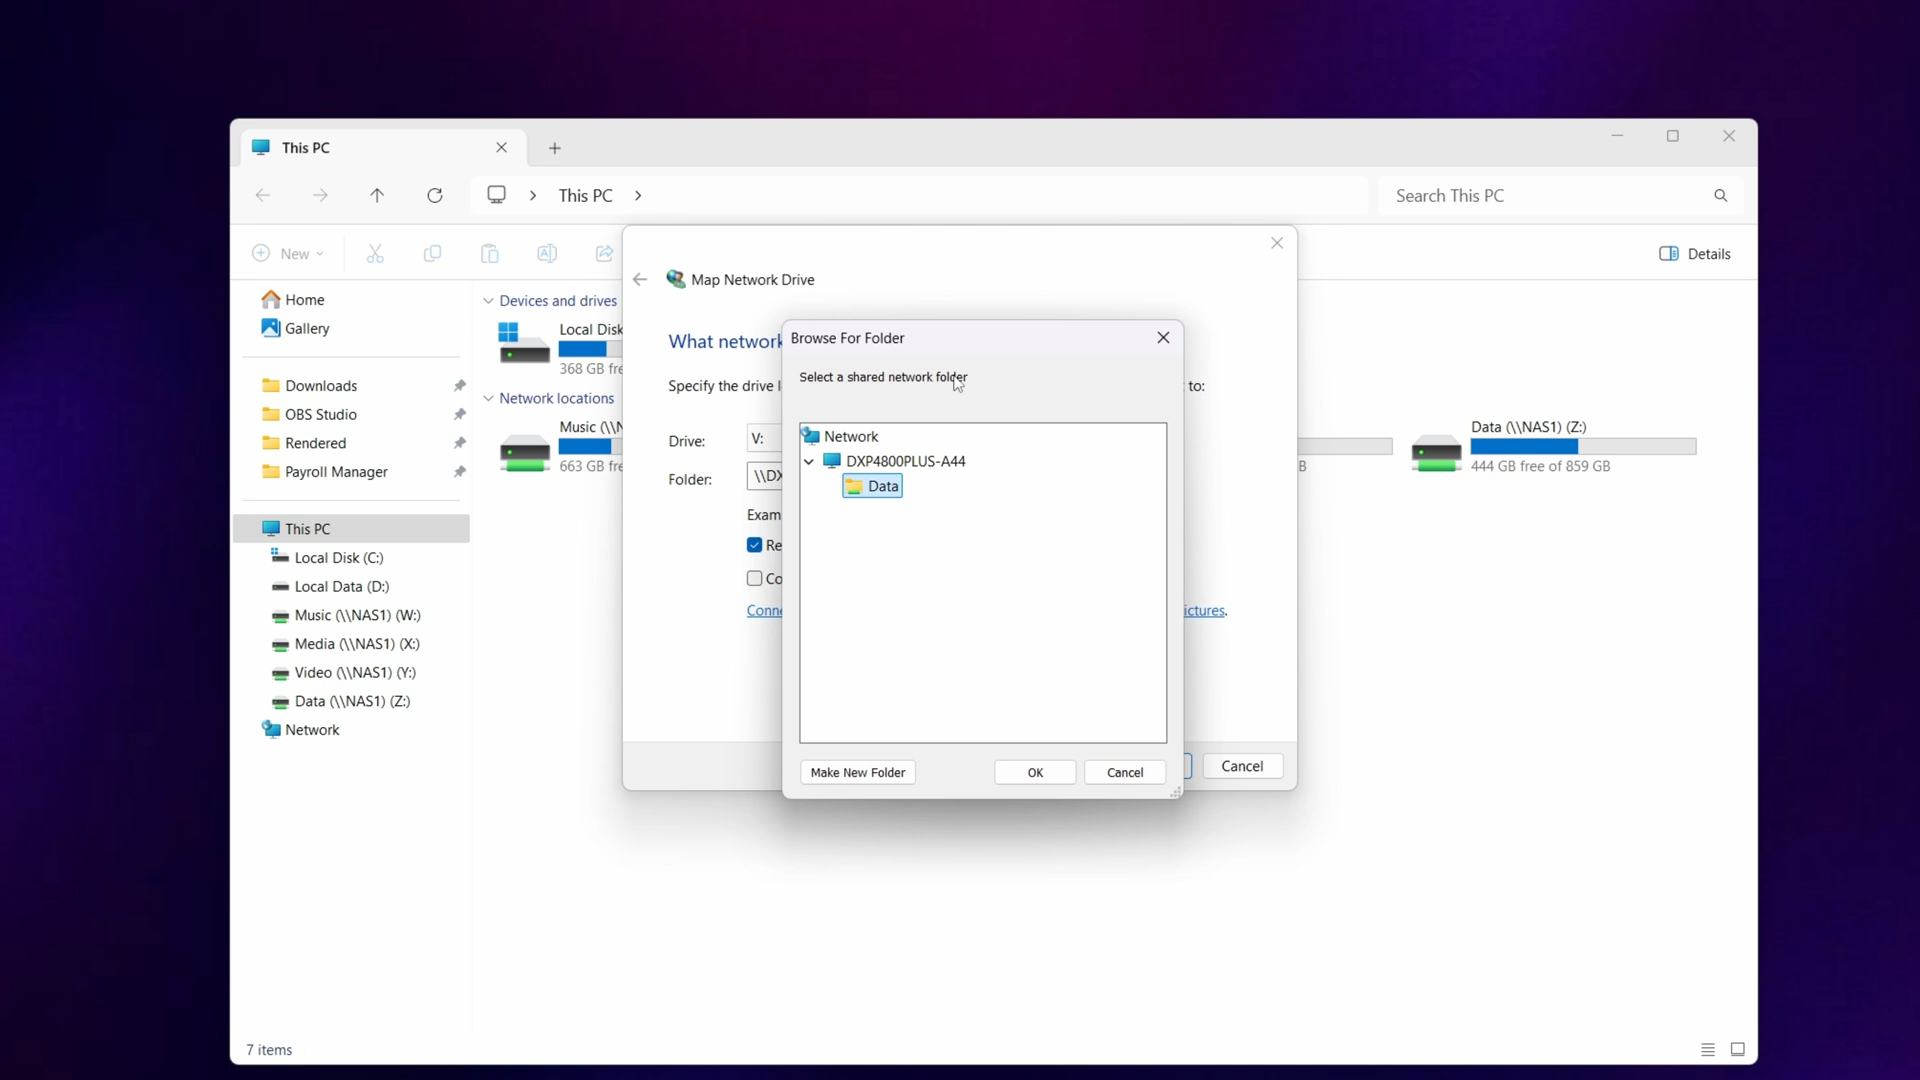 This PC
This PC
Search This PC
New
Details
Map Network Drive
Home
Gallery
Devices and drives
Local Disk
368 GB fre
Network locations
Music (\\N
663 GB fre
What network
Browse For Folder
Select a shared network folder
Specify the drive l
to:
Downloads
OBS Studio
Rendered
Payroll Manager
Drive:
V:
Folder:
\\DX
Exam
Re
Co
Conne
ictures.
Network
DXP4800PLUS-A44
Data
B
Data (\\NAS1) (Z:)
444 GB free of 859 GB
This PC
Local Disk (C:)
Local Data (D:)
Music (\\NAS1) (W:)
Media (\\NAS1) (X:)
Video (\\NAS1) (Y:)
Data (\\NAS1) (Z:)
Network
Make New Folder
OK
Cancel
Cancel
7 items